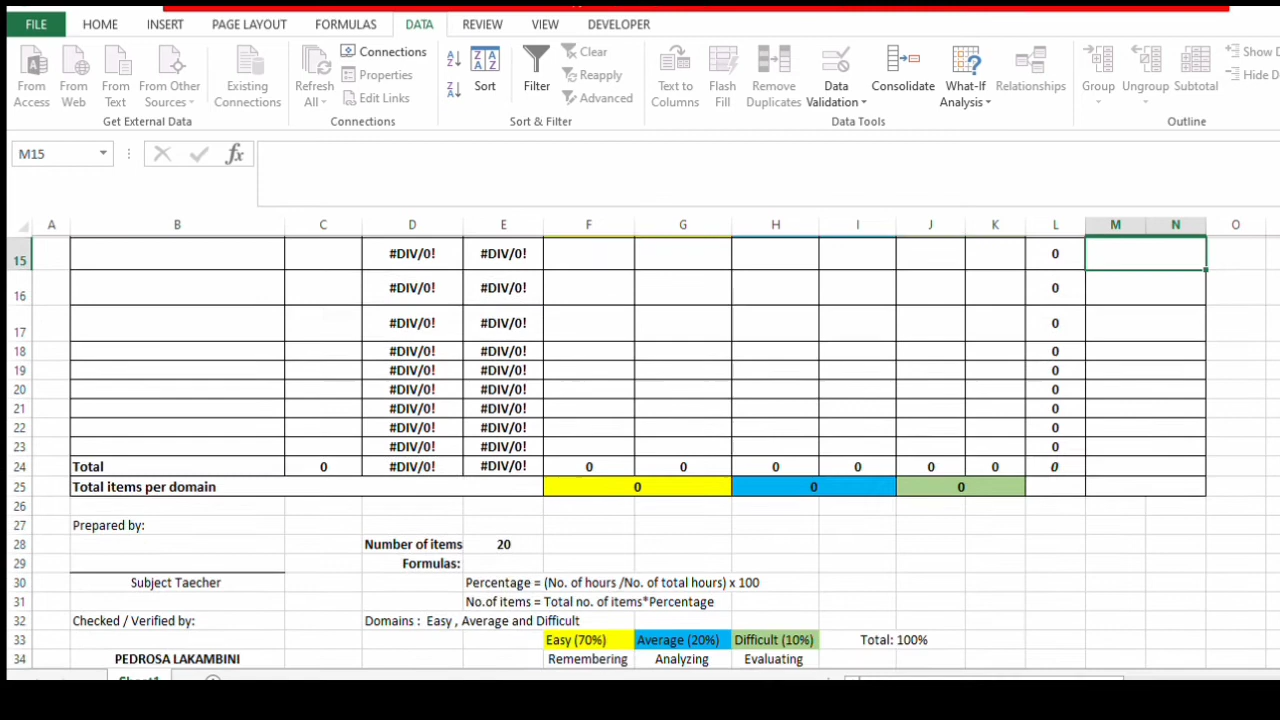 FILE HOME INSERT PAGE LAYOUT FORMULAS DATA REVIEW VIEW DEVELOPER
From Access
From Web
From Text
From Other Sources
Existing Connections
Refresh All
Connections
Properties
Edit Links
Sort
Filter
Clear
Reapply
Advanced
Text to Columns
Flash Fill
Remove Duplicates
Data Validation
Consolidate
What-If Analysis
Relationships
Group
Ungroup
Subtotal
Show D
Hide D
Get External Data Connections Sort & Filter Data Tools Outline
M15 fx
A B C D E F G H I J K L M N O
15 #DIV/0! #DIV/0! 0
16 #DIV/0! #DIV/0! 0
17 #DIV/0! #DIV/0! 0
18 #DIV/0! #DIV/0! 0
19 #DIV/0! #DIV/0! 0
20 #DIV/0! #DIV/0! 0
21 #DIV/0! #DIV/0! 0
22 #DIV/0! #DIV/0! 0
23 #DIV/0! #DIV/0! 0
24 Total 0 #DIV/0! #DIV/0! 0 0 0 0 0 0 0
25 Total items per domain 0 0 0
26
27 Prepared by:
28 Number of items 20
29 Formulas:
30 Subject Taecher Percentage = (No. of hours /No. of total hours) x 100
31 No.of items = Total no. of items*Percentage
32 Checked / Verified by: Domains : Easy , Average and Difficult
33 Easy (70%) Average (20%) Difficult (10%) Total: 100%
34 PEDROSA LAKAMBINI Remembering Analyzing Evaluating
Sheet1